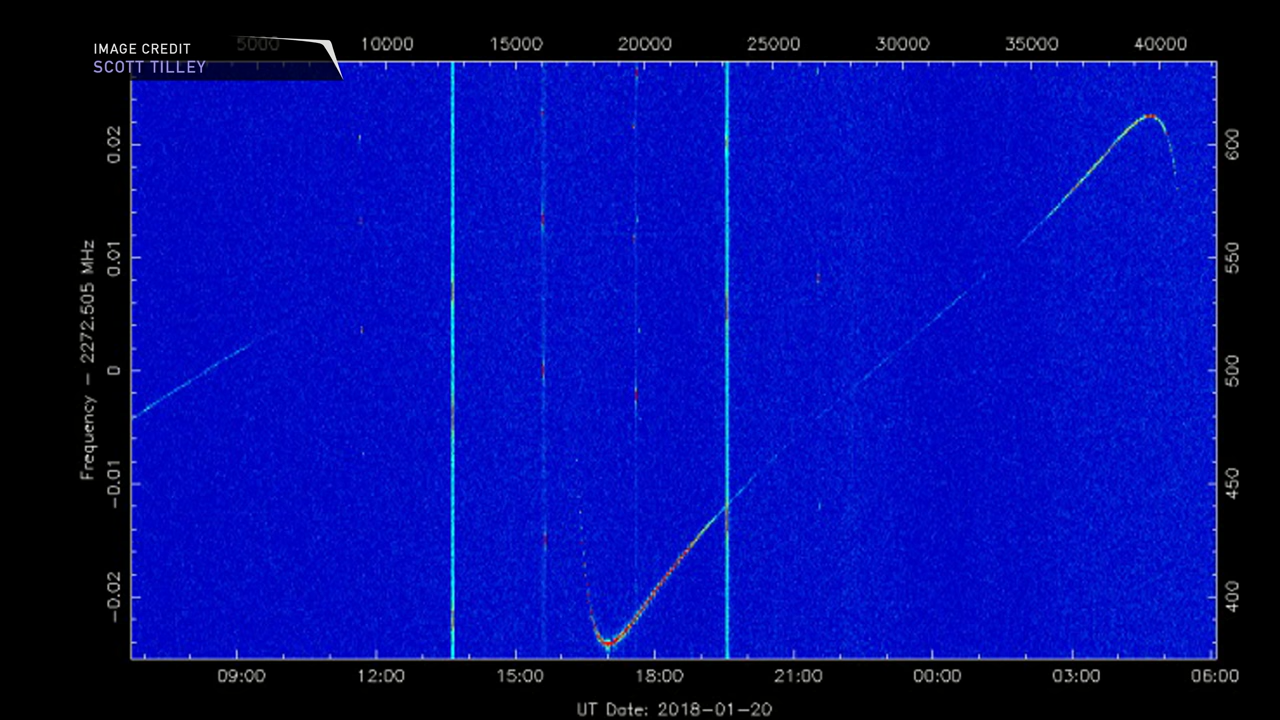 IMAGE CREDIT
SCOTT TILLEY
5000 10000 15000 20000 25000 30000 35000 40000
0.02
0.01
0
−0.01
−0.02
Frequency − 2272.505 MHz
600
550
500
450
400
09:00 12:00 15:00 18:00 21:00 00:00 03:00 06:00
UT Date: 2018−01−20